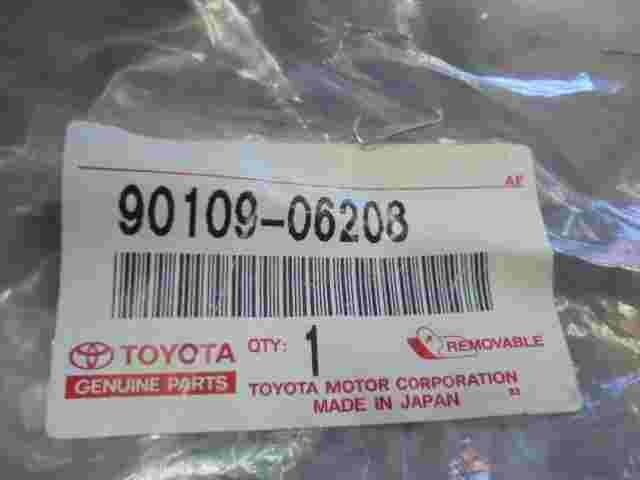 AF
90109-06208
TOYOTA QTY: 1 REMOVABLE
GENUINE PARTS TOYOTA MOTOR CORPORATION
MADE IN JAPAN